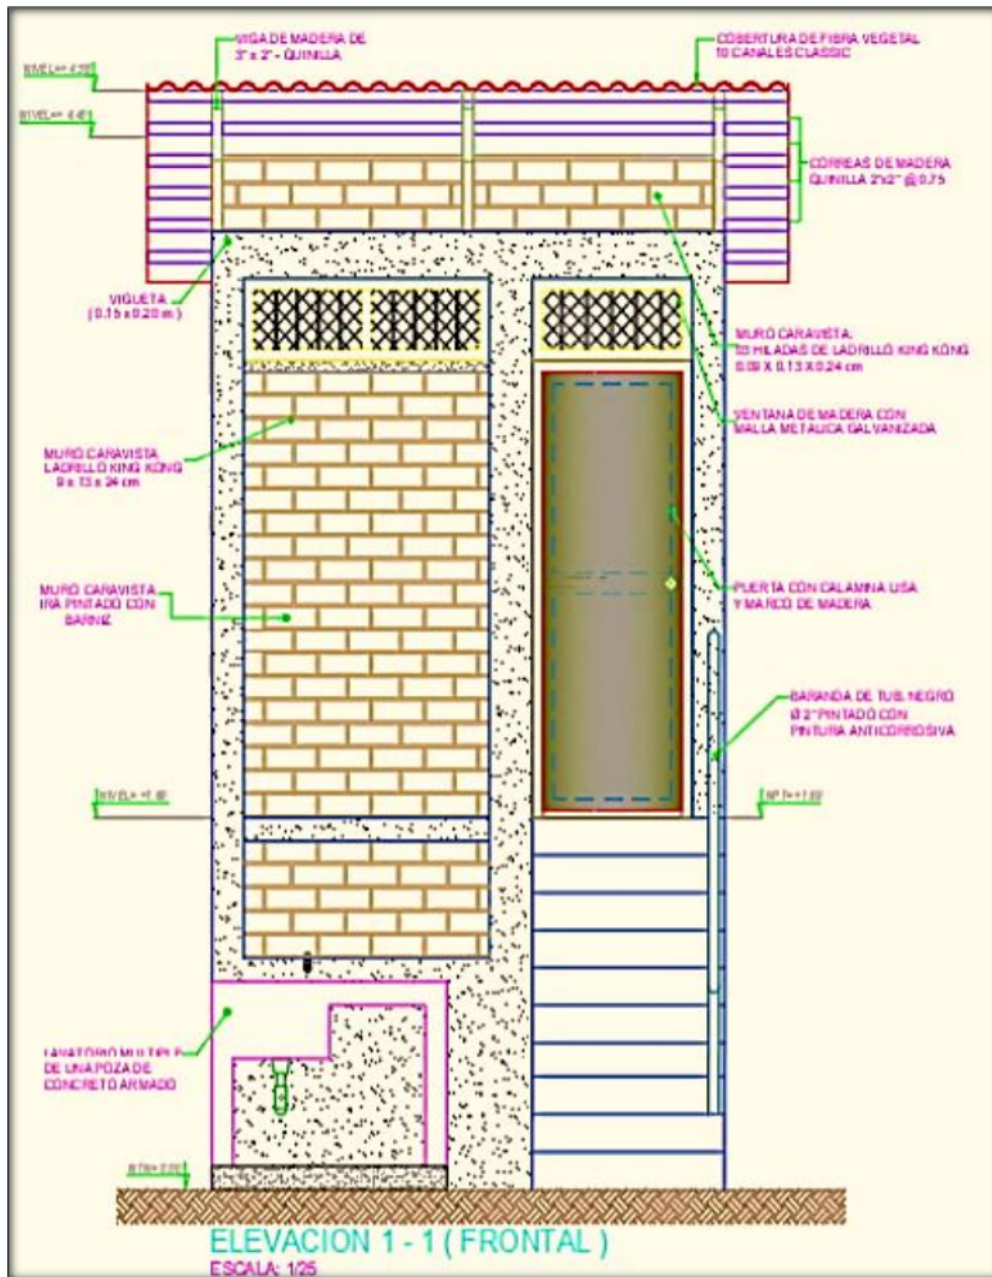 VIGA DE MADERA DE
3" x 2" - QUINILLA
COBERTURA DE FIBRA VEGETAL
10 CANALES CLASSIC
CORREAS DE MADERA
QUINILLA 2"x2" @0.75
VIGUETA
( 0.15 x 0.20 m )
MURO CARAVISTA
HILADAS DE LADRILLO KING KONG
0.09 X 0.13 X 0.24 cm
VENTANA DE MADERA CON
MALLA METALICA GALVANIZADA
MURO CARAVISTA
LADRILLO KING KONG
9 x 13 x 24 cm
MURO CARAVISTA
IRA PINTADO CON
BARNIZ
PUERTA CON CALAMINA LISA
Y MARCO DE MADERA
BARANDA DE TUB. NEGRO
Ø 2" PINTADO CON
PINTURA ANTICORROSIVA
LAVATORIO MULTIPLE
DE UNA POZA DE
CONCRETO ARMADO
ELEVACION 1 - 1 ( FRONTAL )
ESCALA: 1/25